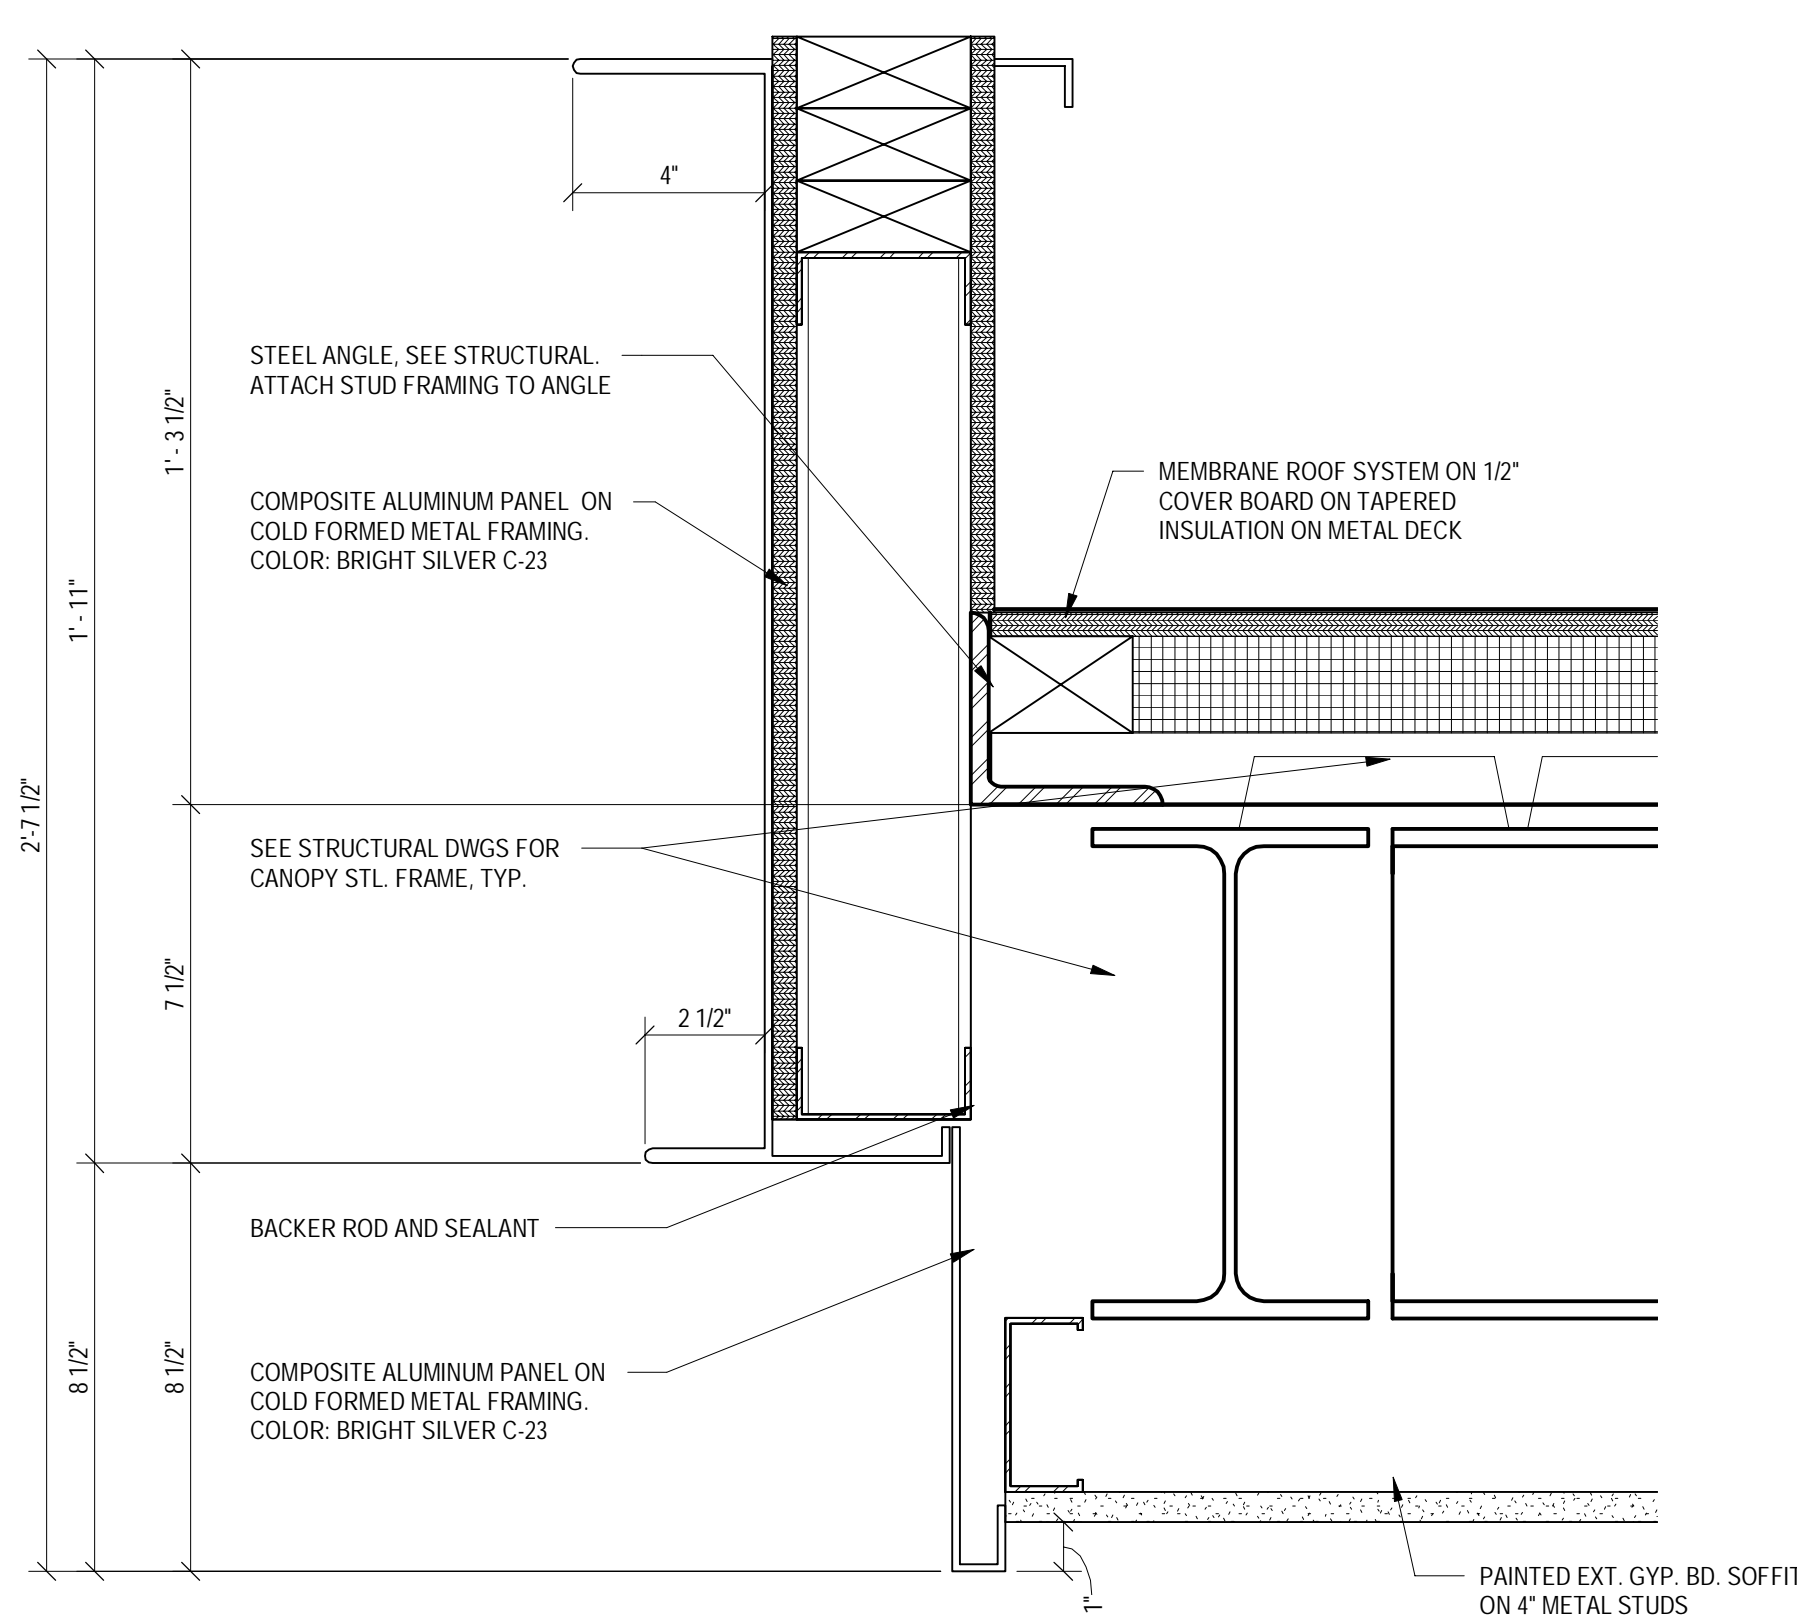 4"
STEEL ANGLE, SEE STRUCTURAL.
ATTACH STUD FRAMING TO ANGLE
1' - 3 1/2"
MEMBRANE ROOF SYSTEM ON 1/2"
COVER BOARD ON TAPERED
INSULATION ON METAL DECK
COMPOSITE ALUMINUM PANEL ON
COLD FORMED METAL FRAMING.
COLOR: BRIGHT SILVER C-23
1' - 11"
2'-7 1/2"
SEE STRUCTURAL DWGS FOR
CANOPY STL. FRAME, TYP.
7 1/2"
2 1/2"
BACKER ROD AND SEALANT
8 1/2"
8 1/2"
COMPOSITE ALUMINUM PANEL ON
COLD FORMED METAL FRAMING.
COLOR: BRIGHT SILVER C-23
1"
PAINTED EXT. GYP. BD. SOFFIT
ON 4" METAL STUDS